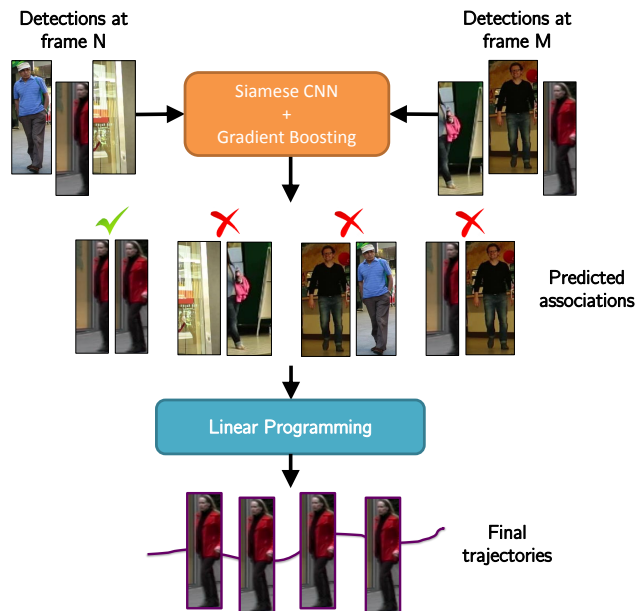 Detections at
frame N
Detections at
frame M
Siamese CNN
+
Gradient Boosting
Predicted
associations
Linear Programming
Final
trajectories